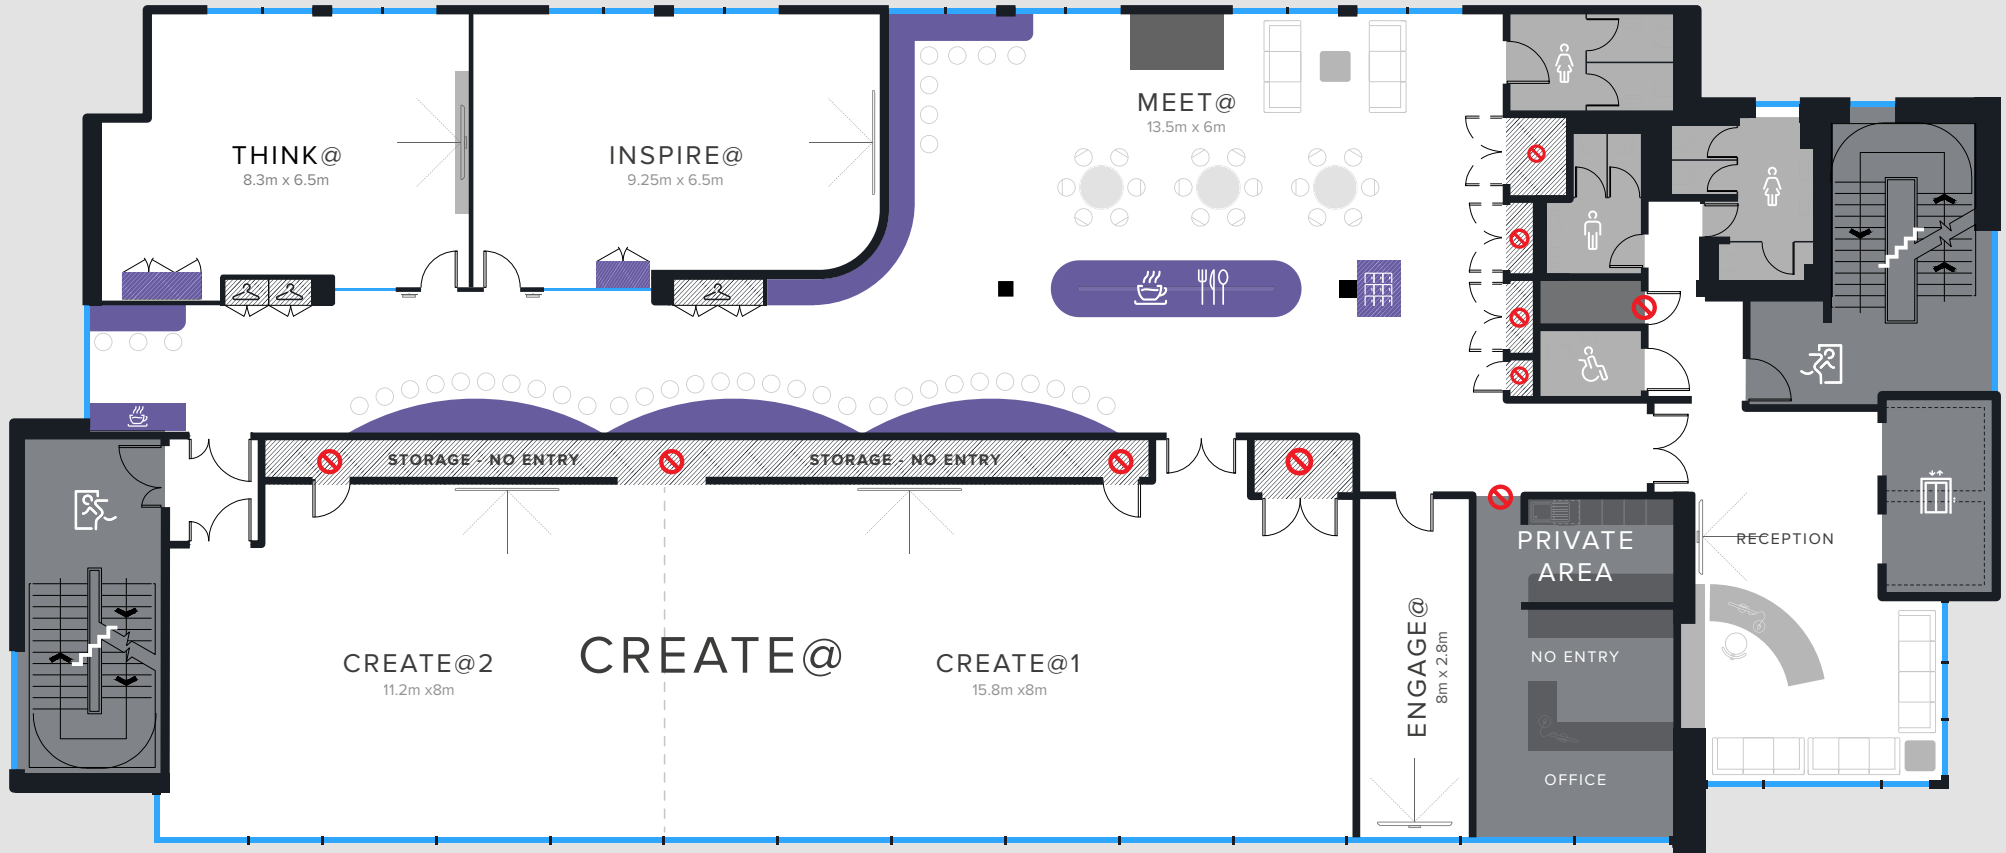 THINK@
8.3m x 6.5m
INSPIRE@
9.25m x 6.5m
MEET@
13.5m x 6m
STORAGE - NO ENTRY
STORAGE - NO ENTRY
CREATE@2
11.2m x8m
CREATE@
CREATE@1
15.8m x8m
ENGAGE@
8m x 2.8m
PRIVATE
AREA
NO ENTRY
OFFICE
RECEPTION